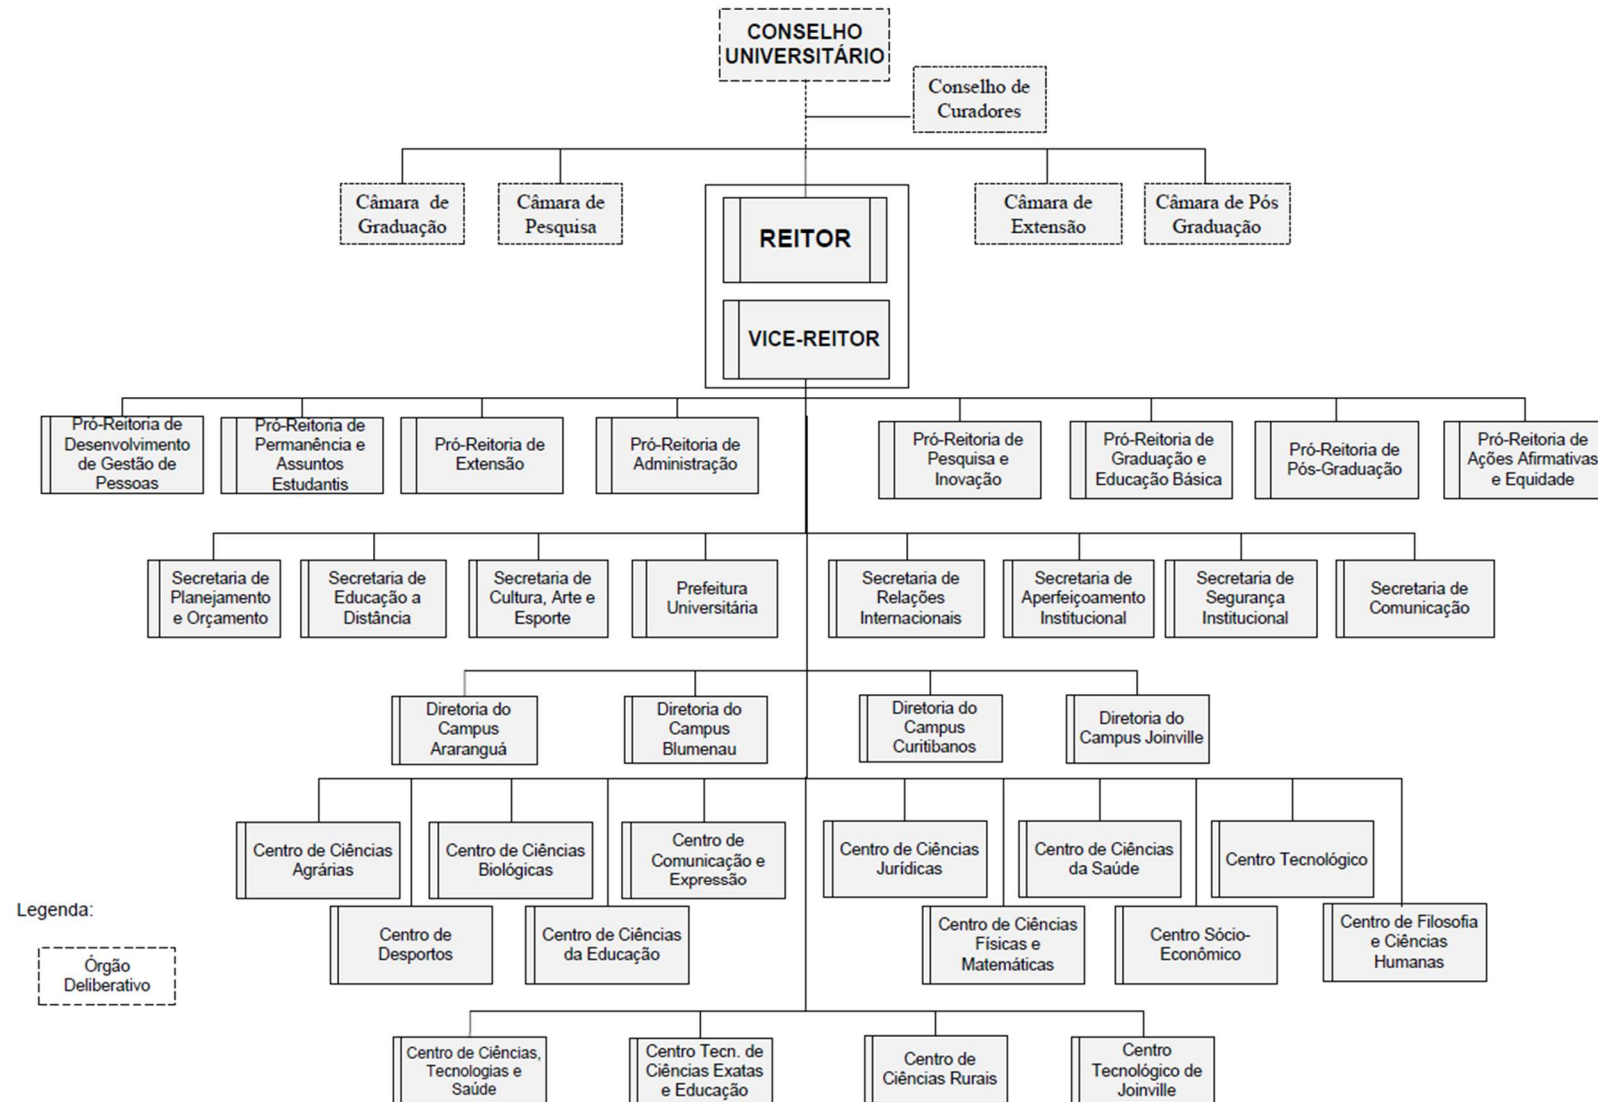 CONSELHO
UNIVERSITÁRIO
Conselho de
Curadores
Câmara de
Graduação
Câmara de
Pesquisa
Câmara de
Extensão
Câmara de Pós
Graduação
REITOR
VICE-REITOR
Pró-Reitoria de
Desenvolvimento
de Gestão de
Pessoas
Pró-Reitoria de
Permanência e
Assuntos
Estudantis
Pró-Reitoria de
Extensão
Pró-Reitoria de
Administração
Pró-Reitoria de
Pesquisa e
Inovação
Pró-Reitoria de
Graduação e
Educação Básica
Pró-Reitoria de
Pós-Graduação
Pró-Reitoria de
Ações Afirmativas
e Equidade
Secretaria de
Planejamento
e Orçamento
Secretaria de
Educação a
Distância
Secretaria de
Cultura, Arte e
Esporte
Prefeitura
Universitária
Secretaria de
Relações
Internacionais
Secretaria de
Aperfeiçoamento
Institucional
Secretaria de
Segurança
Institucional
Secretaria de
Comunicação
Diretoria do
Campus
Araranguá
Diretoria do
Campus
Blumenau
Diretoria do
Campus
Curitibanos
Diretoria do
Campus Joinville
Centro de Ciências
Agrárias
Centro de Ciências
Biológicas
Centro de
Comunicação e
Expressão
Centro de Ciências
Jurídicas
Centro de Ciências
da Saúde
Centro Tecnológico
Centro de
Desportos
Centro de Ciências
da Educação
Centro de Ciências
Físicas e
Matemáticas
Centro Sócio-
Econômico
Centro de Filosofia
e Ciências
Humanas
Legenda:
Órgão
Deliberativo
Centro de Ciências,
Tecnologias e
Saúde
Centro Tecn. de
Ciências Exatas
e Educação
Centro de
Ciências Rurais
Centro
Tecnológico de
Joinville